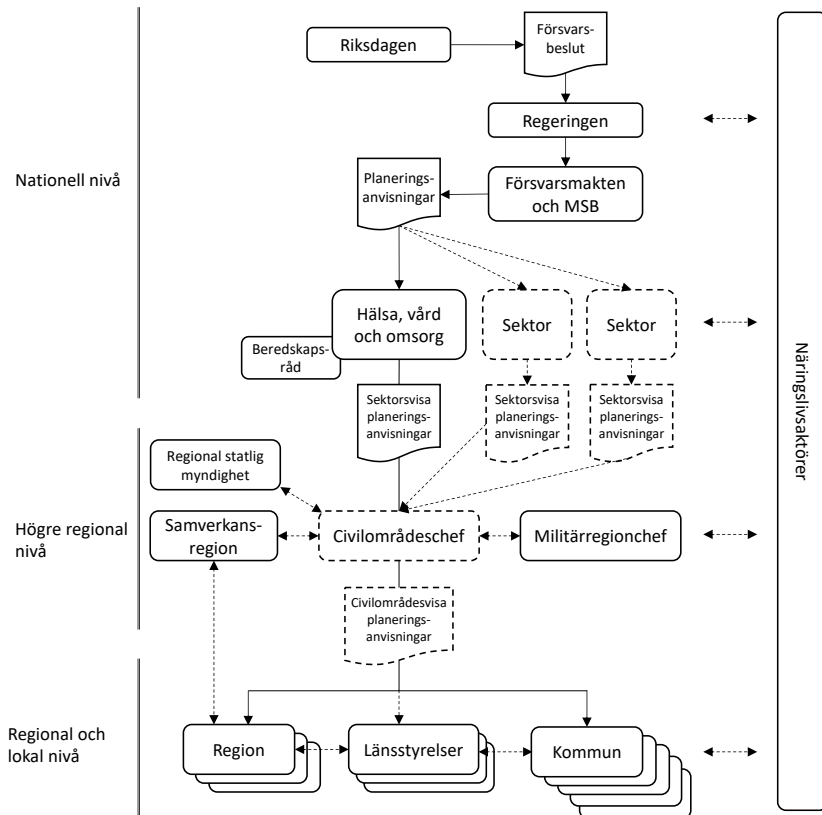 Riksdagen
Försvars-
beslut
Regeringen
Nationell nivå
Planerings-
anvisningar
Försvarsmakten
och MSB
Hälsa, vård
och omsorg
Sektor
Sektor
Beredskaps-
råd
Sektorsvisa
planerings-
anvisningar
Sektorsvisa
planerings-
anvisningar
Sektorsvisa
planerings-
anvisningar
Näringslivsaktörer
Regional statlig
myndighet
Högre regional
nivå
Samverkans-
region
Civilområdeschef
Militärregionchef
Civilområdesvisa
planerings-
anvisningar
Regional och
lokal nivå
Region
Länsstyrelser
Kommun